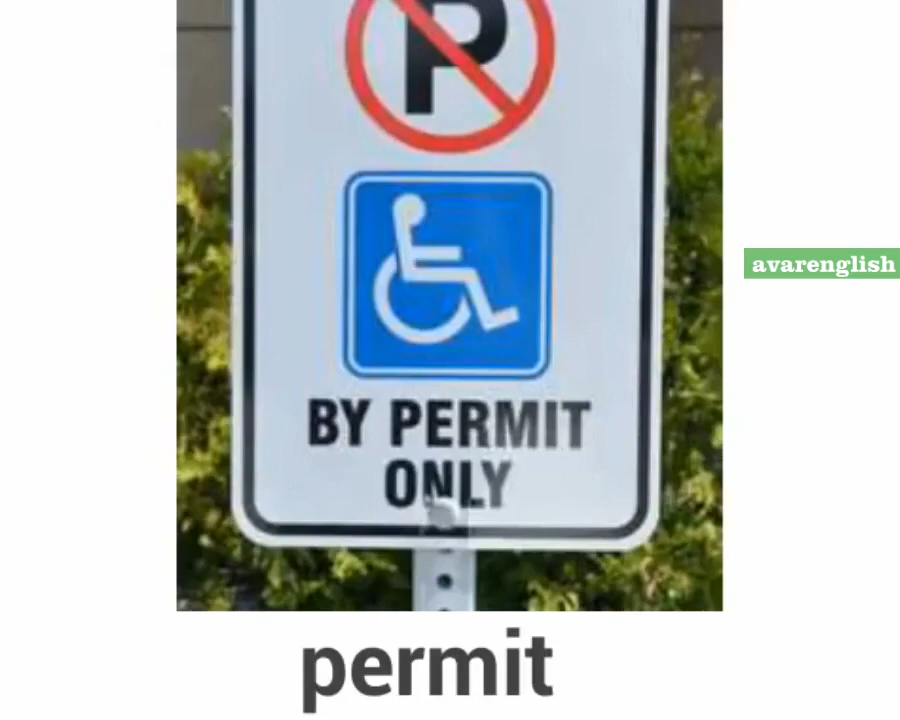 P
avarenglish
BY PERMIT
ONLY
permit